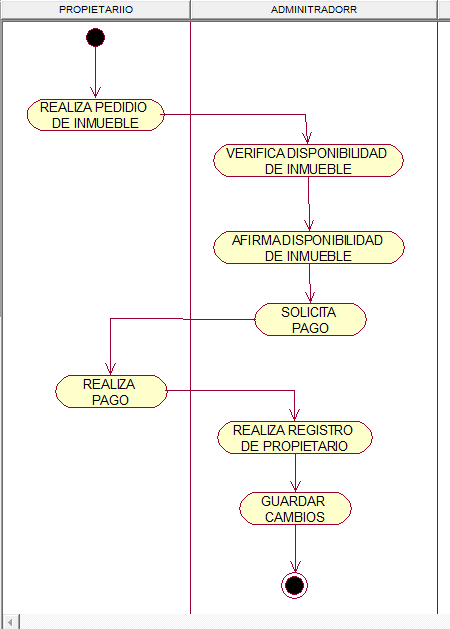 PROPIETARIIO
ADMINITRADORR
REALIZA PEDIDIO
DE INMUEBLE
VERIFICA DISPONIBILIDAD
DE INMUEBLE
AFIRMA DISPONIBILIDAD
DE INMUEBLE
SOLICITA
PAGO
REALIZA
PAGO
REALIZA REGISTRO
DE PROPIETARIO
GUARDAR
CAMBIOS